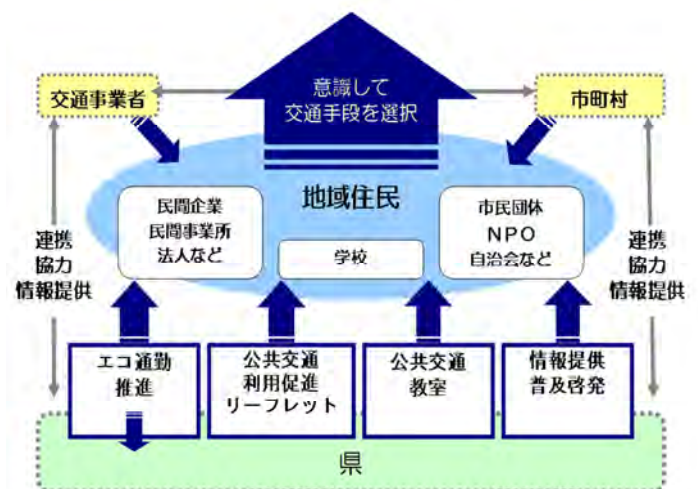 意識して
交通手段を選択
交通事業者
市町村
地域住民
民間企業
民間事業所
法人など
学校
市民団体
NPO
自治会など
連携
協力
情報提供
連携
協力
情報提供
エコ通勤
推進
公共交通
利用促進
リーフレット
公共交通
教室
情報提供
普及啓発
県